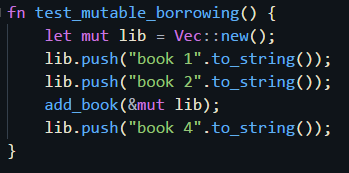 fn test_mutable_borrowing() {
    let mut lib = Vec::new();
    lib.push("book 1".to_string());
    lib.push("book 2".to_string());
    add_book(&mut lib);
    lib.push("book 4".to_string());
}